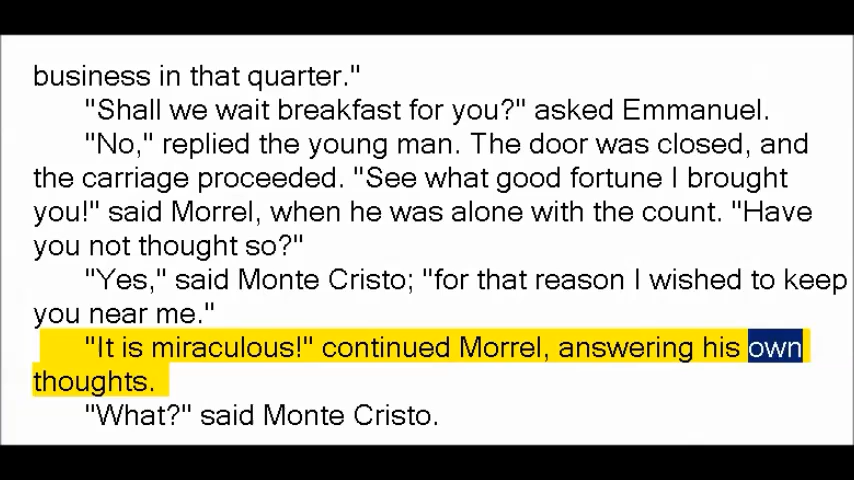 business in that quarter."
"Shall we wait breakfast for you?" asked Emmanuel.
"No," replied the young man. The door was closed, and
the carriage proceeded. "See what good fortune I brought
you!" said Morrel, when he was alone with the count. "Have
you not thought so?"
"Yes," said Monte Cristo; "for that reason I wished to keep
you near me."
"It is miraculous!" continued Morrel, answering his own
thoughts.
"What?" said Monte Cristo.